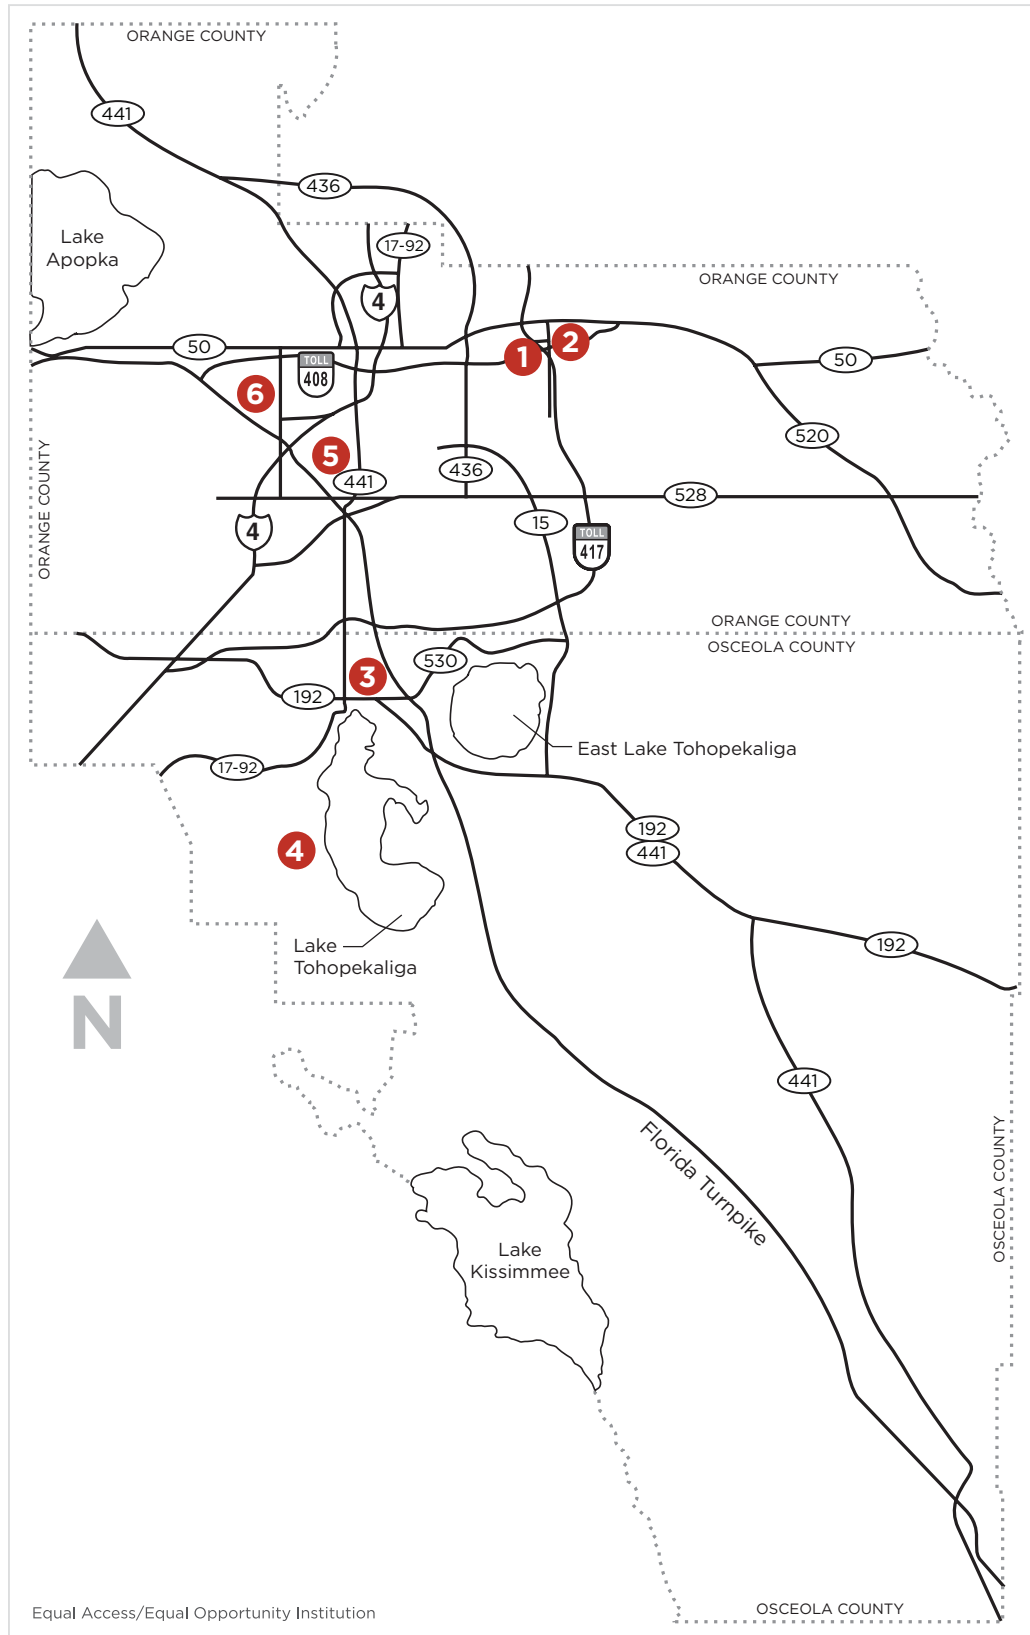 ORANGE COUNTY
441
436
Lake
Apopka
17-92
ORANGE COUNTY
4
50
1
2
TOLL
408
50
6
520
5
436
441
528
ORANGE COUNTY
4
15
TOLL
417
ORANGE COUNTY
OSCEOLA COUNTY
530
3
192
East Lake Tohopekaliga
17-92
192
441
4
192
Lake
Tohopekaliga
N
441
Florida Turnpike
OSCEOLA COUNTY
Lake
Kissimmee
OSCEOLA COUNTY
Equal Access/Equal Opportunity Institution